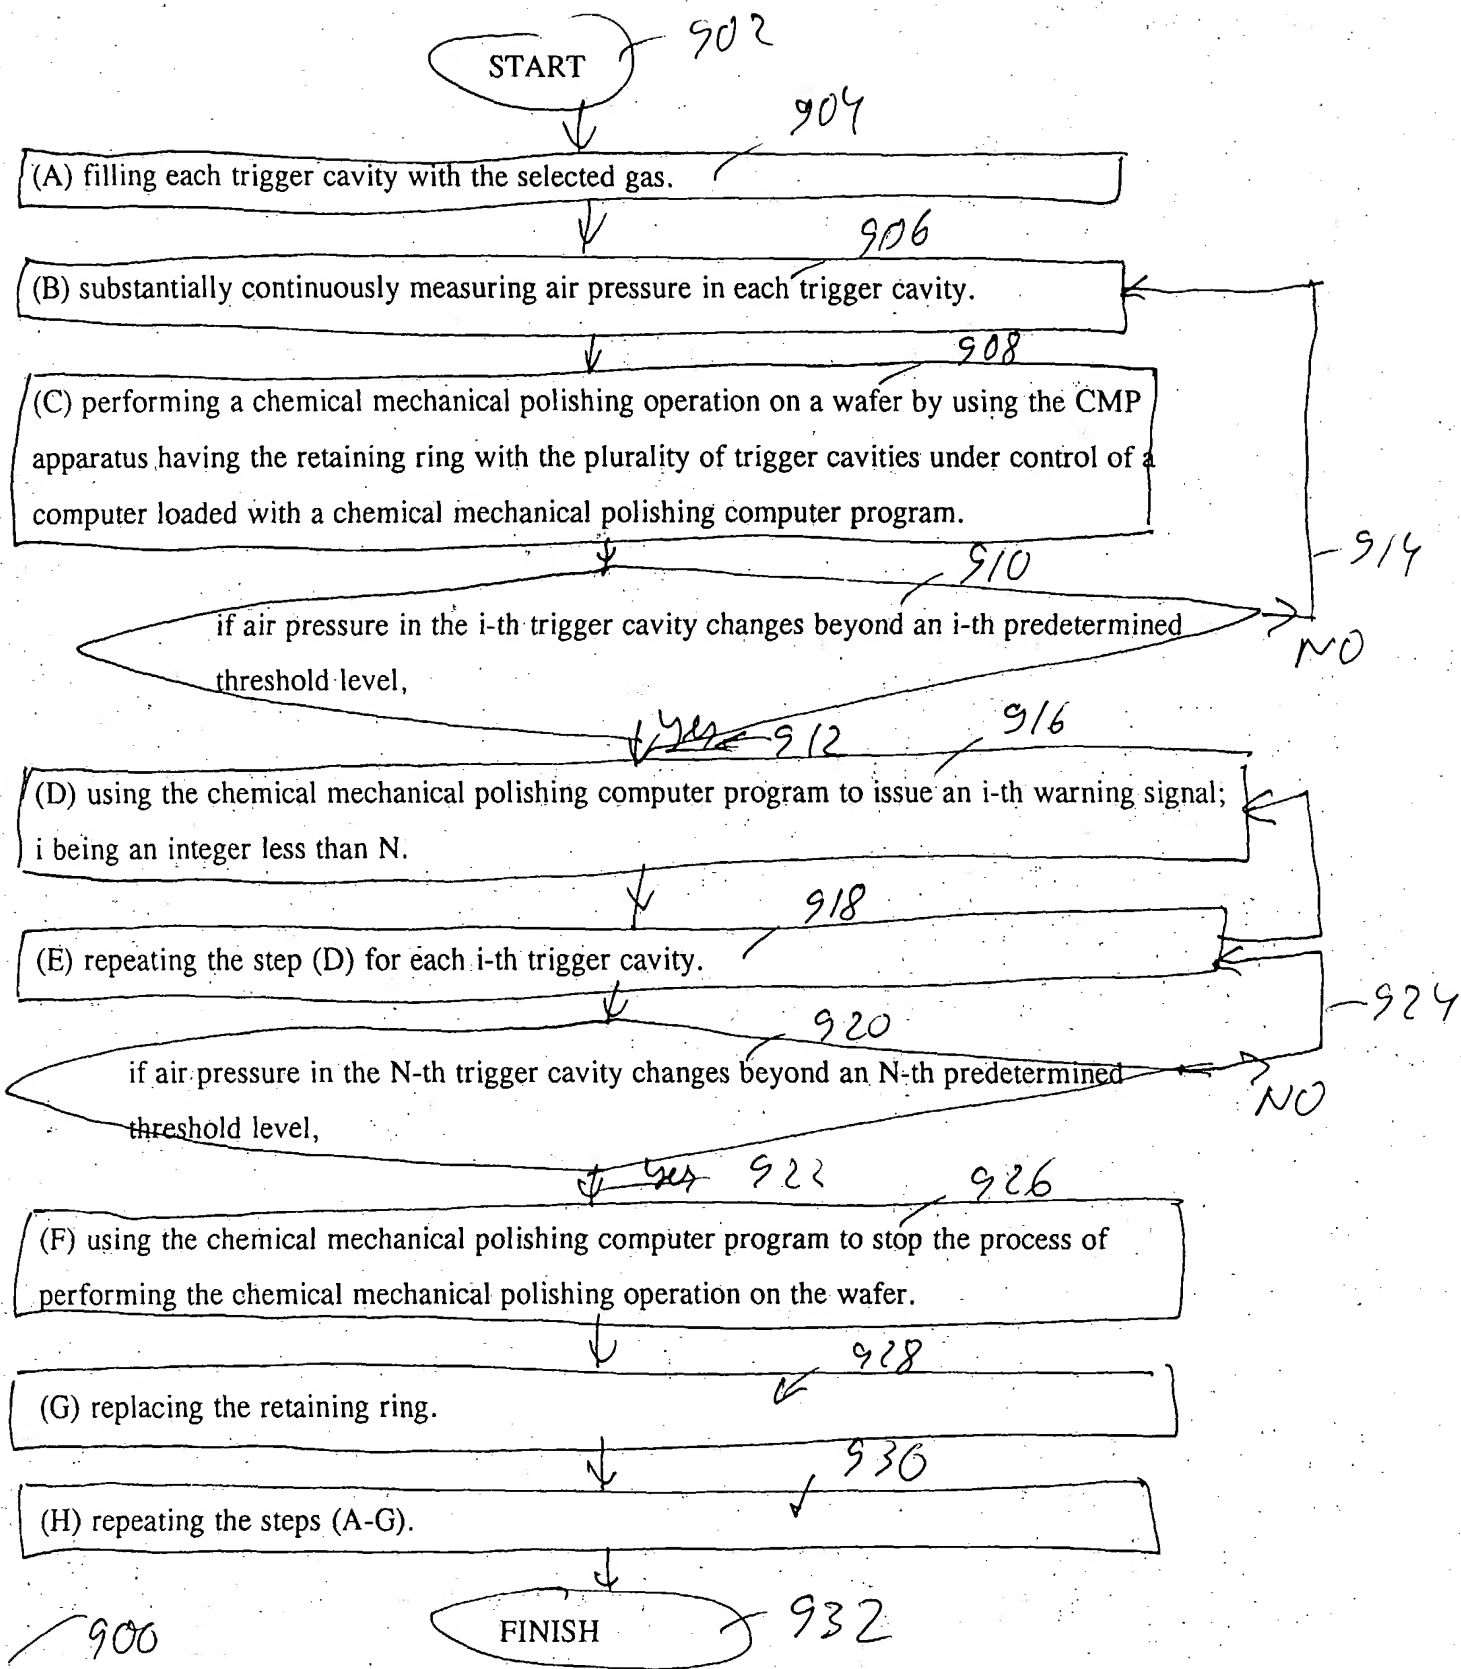 START
902
904
(A) filling each trigger cavity with the selected gas.
906
(B) substantially continuously measuring air pressure in each trigger cavity.
908
(C) performing a chemical mechanical polishing operation on a wafer by using the CMP
apparatus having the retaining ring with the plurality of trigger cavities under control of a
computer loaded with a chemical mechanical polishing computer program.
910
914
if air pressure in the i-th trigger cavity changes beyond an i-th predetermined
threshold level,
NO
yes
912
916
(D) using the chemical mechanical polishing computer program to issue an i-th warning signal;
i being an integer less than N.
918
(E) repeating the step (D) for each i-th trigger cavity.
920
924
if air pressure in the N-th trigger cavity changes beyond an N-th predetermined
threshold level,
NO
yes
922
926
(F) using the chemical mechanical polishing computer program to stop the process of
performing the chemical mechanical polishing operation on the wafer.
928
(G) replacing the retaining ring.
930
(H) repeating the steps (A-G).
FINISH
932
900